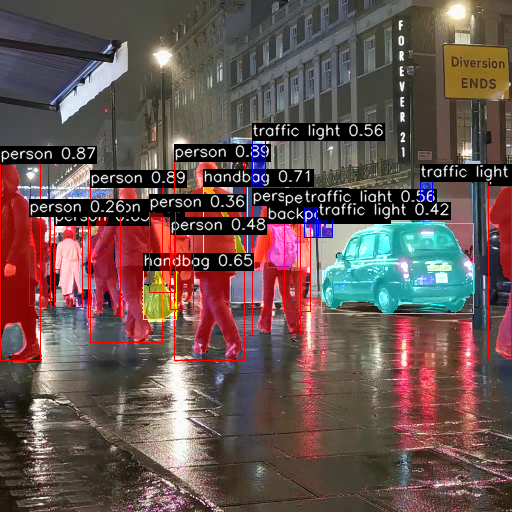 FOREVER 21
Diversion
ENDS
traffic light 0.56
person 0.87
person 0.89
handbag 0.71
traffic light
person 0.89
person 0.26
person 0.36
traffic light 0.56
traffic light 0.42
person 0.48
handbag 0.65